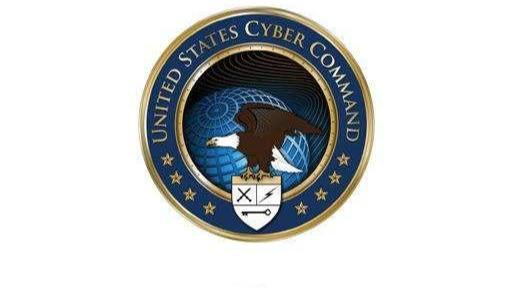 UNITED STATES CYBER COMMAND